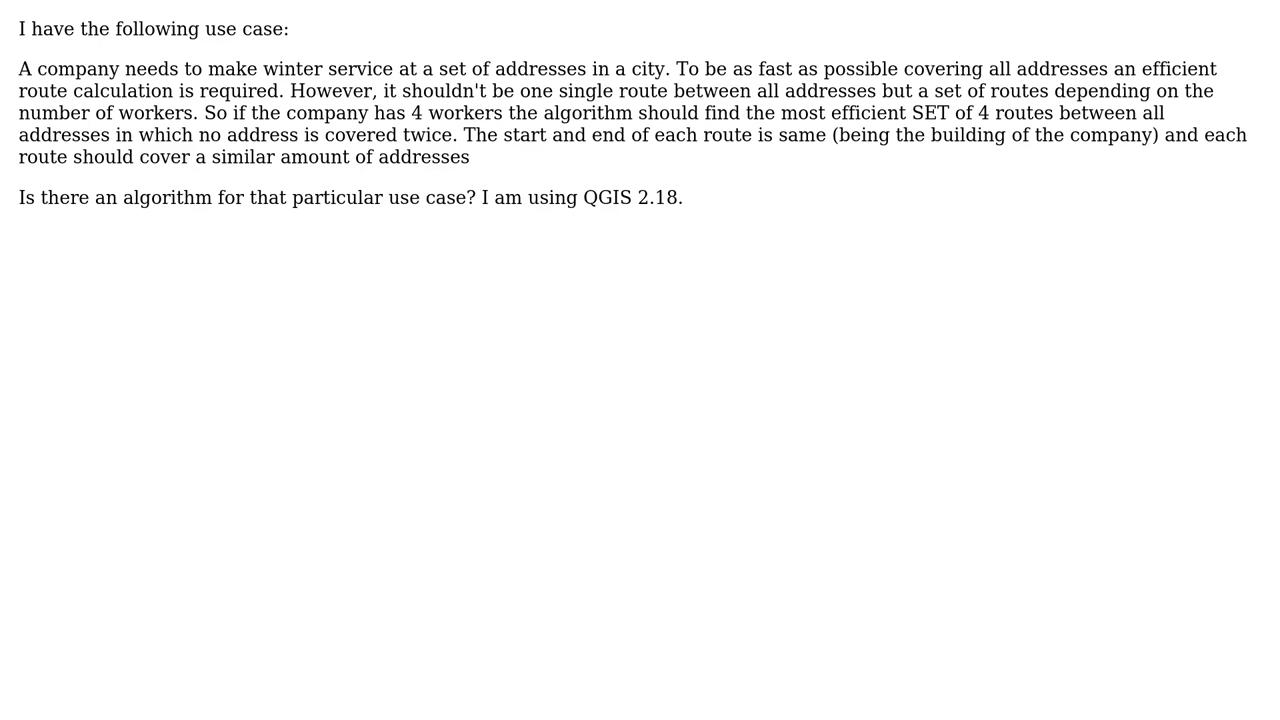 I have the following use case:
A company needs to make winter service at a set of addresses in a city. To be as fast as possible covering all addresses an efficient
route calculation is required. However, it shouldn't be one single route between all addresses but a set of routes depending on the
number of workers. So if the company has 4 workers the algorithm should find the most efficient SET of 4 routes between all
addresses in which no address is covered twice. The start and end of each route is same (being the building of the company) and each
route should cover a similar amount of addresses
Is there an algorithm for that particular use case? I am using QGIS 2.18.